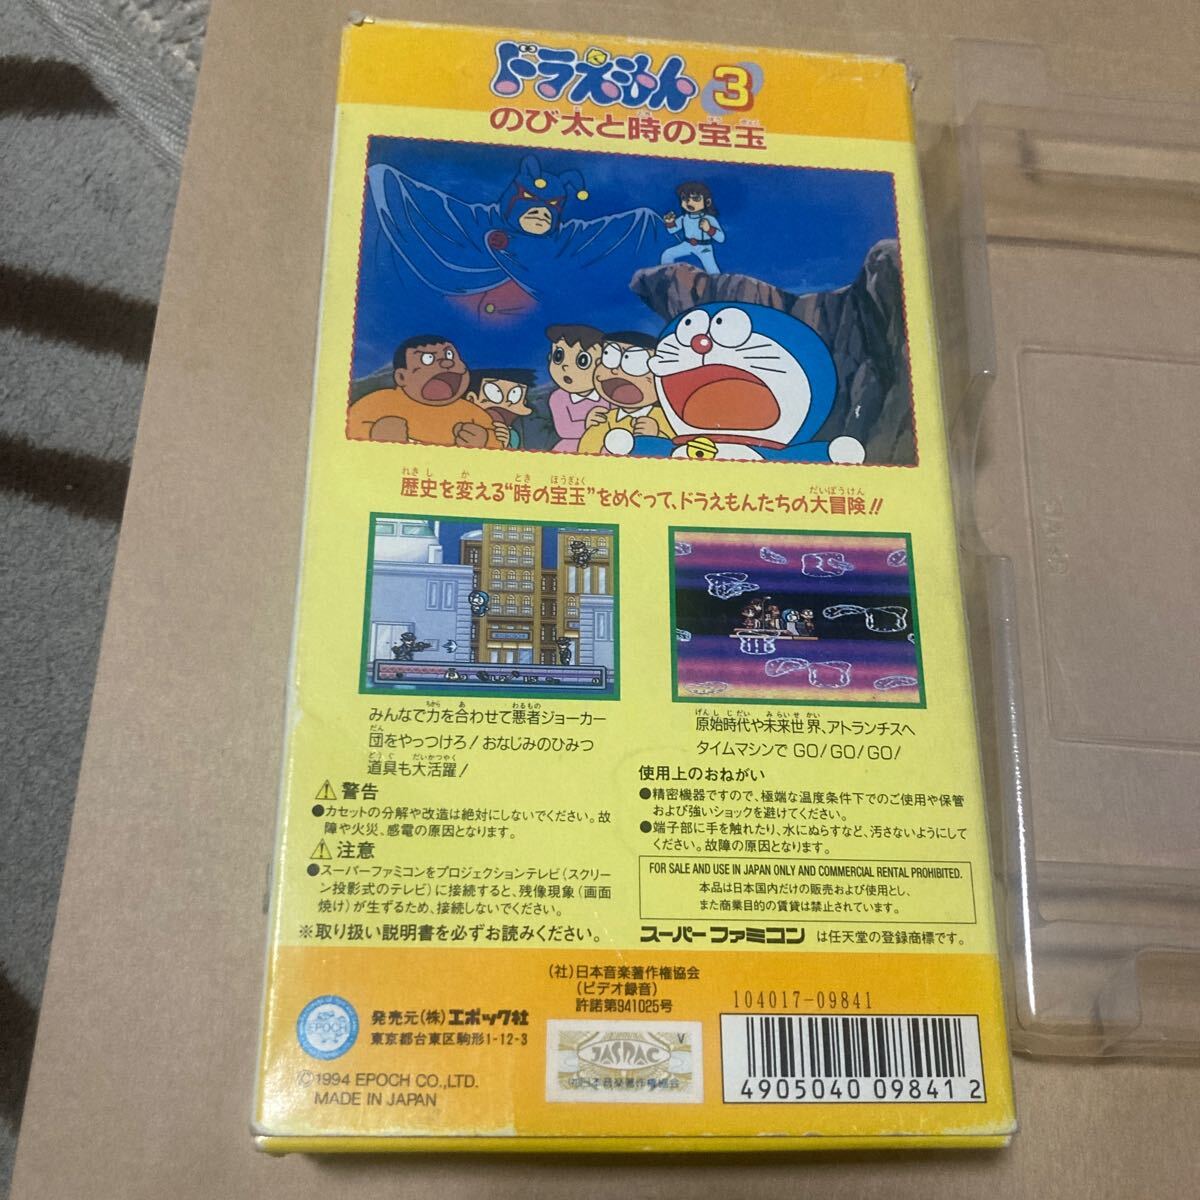 ドラえもん3
のび太と時の宝玉
歴史を変える“時の宝玉”をめぐって、ドラえもんたちの大冒険!!
みんなで力を合わせて悪者ジョーカー
団をやっつけろ!おなじみのひみつ
道具も大活躍!
原始時代や未来世界、アトランチスへ
タイムマシンでGO!GO!GO!
⚠警告
●カセットの分解や改造は絶対にしないでください。故
障や火災、感電の原因となります。
⚠注意
●スーパーファミコンをプロジェクションテレビ(スクリー
ン投影式のテレビ)に接続すると、残像現象(画面
焼け)が生ずるため、接続しないでください。
※取り扱い説明書を必ずお読みください。
使用上のおねがい
●精密機器ですので、極端な温度条件下でのご使用や保管
および強いショックを避けてください。
●端子部に手を触れたり、水にぬらすなど、汚さないようにして
ください。故障の原因となります。
FOR SALE AND USE IN JAPAN ONLY AND COMMERCIAL RENTAL PROHIBITED.
本品は日本国内だけの販売および使用とし、
また商業目的の賃貸は禁止されています。
スーパーファミコン は任天堂の登録商標です。
EPOCH
発売元(株)エポック社
東京都台東区駒形1-12-3
©1994 EPOCH CO.,LTD.
MADE IN JAPAN
(社)日本音楽著作権協会
(ビデオ録音)
許諾第941025号
V
JASRAC
(社)日本音楽著作権協会
104017-09841
4905040 098412